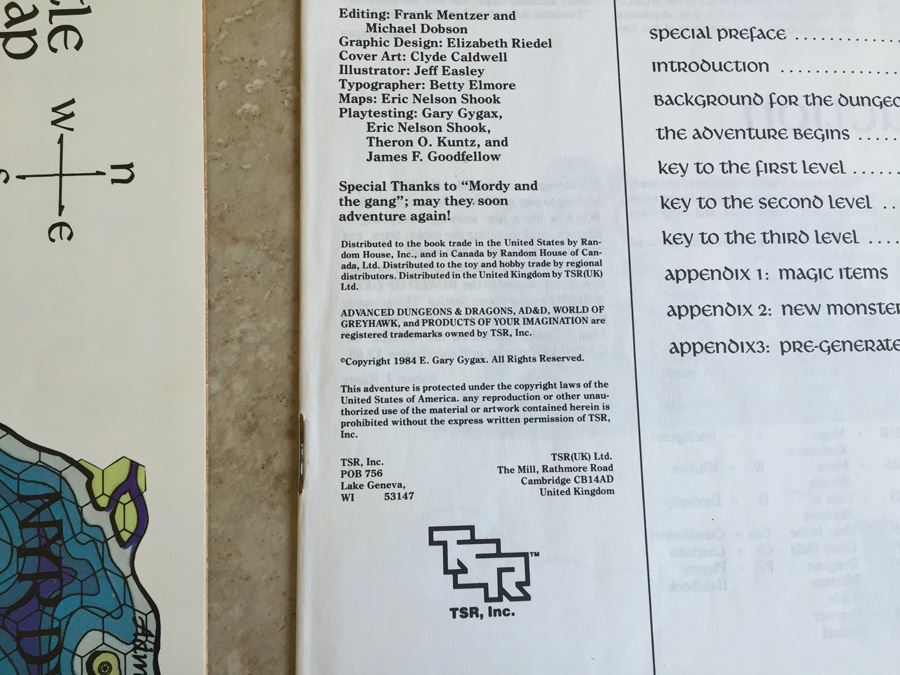 cle
ap
W
n
s
e
NYRD
Editing: Frank Mentzer and
Michael Dobson
Graphic Design: Elizabeth Riedel
Cover Art: Clyde Caldwell
Illustrator: Jeff Easley
Typographer: Betty Elmore
Maps: Eric Nelson Shook
Playtesting: Gary Gygax,
Eric Nelson Shook,
Theron O. Kuntz, and
James F. Goodfellow
Special Thanks to “Mordy and
the gang”; may they soon
adventure again!
Distributed to the book trade in the United States by Ran-
dom House, Inc., and in Canada by Random House of Can-
ada, Ltd. Distributed to the toy and hobby trade by regional
distributors. Distributed in the United Kingdom by TSR(UK)
Ltd.
ADVANCED DUNGEONS & DRAGONS, AD&D, WORLD OF
GREYHAWK, and PRODUCTS OF YOUR IMAGINATION are
registered trademarks owned by TSR, Inc.
©Copyright 1984 E. Gary Gygax. All Rights Reserved.
This adventure is protected under the copyright laws of the
United States of America. any reproduction or other unau-
thorized use of the material or artwork contained herein is
prohibited without the express written permission of TSR,
Inc.
TSR, Inc.
POB 756
Lake Geneva,
WI 53147
TSR(UK) Ltd.
The Mill, Rathmore Road
Cambridge CB14AD
United Kingdom
TSR™
TSR, Inc.
special preface ............
introduction ............
background for the dungeo
the adventure begins .....
key to the first level .....
key to the second level ..
key to the third level ....
appendix 1: magic items
appendix 2: new monster
appendix3: pre-generate